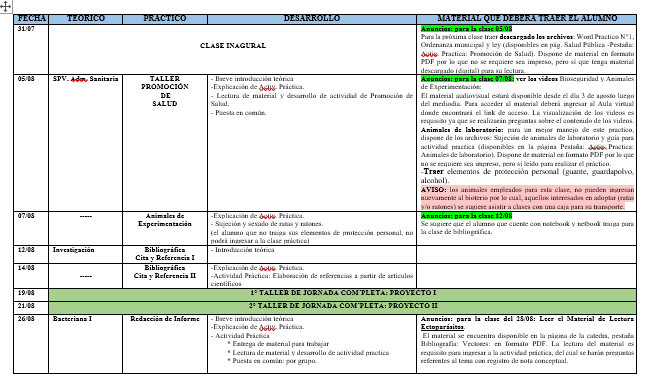 FECHA TEORICO PRACTICO DESARROLLO MATERIAL QUE DEBERÁ TRAER EL ALUMNO
31/07 CLASE INAGURAL
Anuncios: para clase 05/08
Para la próxima clase traer descargado los archivos: Word Practico N°1,
Ordenanza municipal y ley (disponibles en pág. Salud Pública -Pestaña:
Activ. Practica: Promoción de Salud). Dispone de material en formato
PDF por lo que no se requiere impreso, pero si que tenga material
descargado (digital) para su lectura.
05/08 SPV. Adm. Sanitaria
TALLER
PROMOCIÓN
DE
SALUD
- Breve introducción teórica
-Explicación de Activ. Práctica.
- Lectura de material y desarrollo de actividad de Promoción de
Salud.
- Puesta en común.
Anuncios: para la clase 07/08: ver los videos Bioseguridad y Animales
de Experimentación:
El material audiovisual estará disponible desde el día 3 de agosto luego
del mediodía. Para acceder al material deberá ingresar al Aula virtual
donde encontrará el link de acceso. La visualización de los videos es
requisito ya que se realizarán preguntas sobre el contenido de los videos.
Animales de laboratorio: para un mejor manejo de este practico,
dispone de los archivos: Sujeción de animales de laboratorio y guía para
actividad practica (disponibles en la página Pestaña: Activ. Practica:
Animales de laboratorio). Dispone de material en formato PDF por lo que
no se requiere impreso, pero sí leído para realizar el práctico.
-Traer elementos de protección personal (guante, guardapolvo,
alcohol).
AVISO: los animales empleados para esta clase, no pueden ingresar
nuevamente al bioterio por lo cual, aquellos interesados en adoptar (ratas
y/o ratones) se sugiere asistir a clases con una caja para su transporte.
07/08 -----
Animales de
Experimentación
-Explicación de Activ. Práctica.
- Sujeción y sexado de ratas y ratones.
(el alumno que no traiga sus elementos de protección personal, no
podrá ingresar a la clase práctica)
Anuncios: para la clase 12/08
Se sugiere que el alumno que cuente con notebook y netbook traiga para
la clase de bibliográfica.
12/08 Investigación
Bibliográfica
Cita y Referencia I
- Introducción teórica
14/08 -----
Bibliográfica
Cita y Referencia II
-Explicación de Activ. Práctica.
-Actividad Práctica: Elaboración de referencias a partir de artículos
científicos
19/08 1° TALLER DE JORNADA COMPLETA: PROYECTO I
21/08 2° TALLER DE JORNADA COMPLETA: PROYECTO II
26/08 Bacteriana I Redacción de Informe
- Breve introducción teórica
-Explicación de Activ. Práctica.
- Actividad Práctica
* Entrega de material para trabajar
* Lectura de material y desarrollo de actividad practica
* Puesta en común: por grupo.
Anuncios: para la clase del 28/08: Leer el Material de Lectura
Ectoparásitos.
El material se encuentra disponible en la página de la catedra, pestaña
Bibliografía: Vectores: en formato PDF. La lectura del material es
requisito para ingresar a la actividad práctica, del cual se harán preguntas
referentes al tema con registro de nota conceptual.